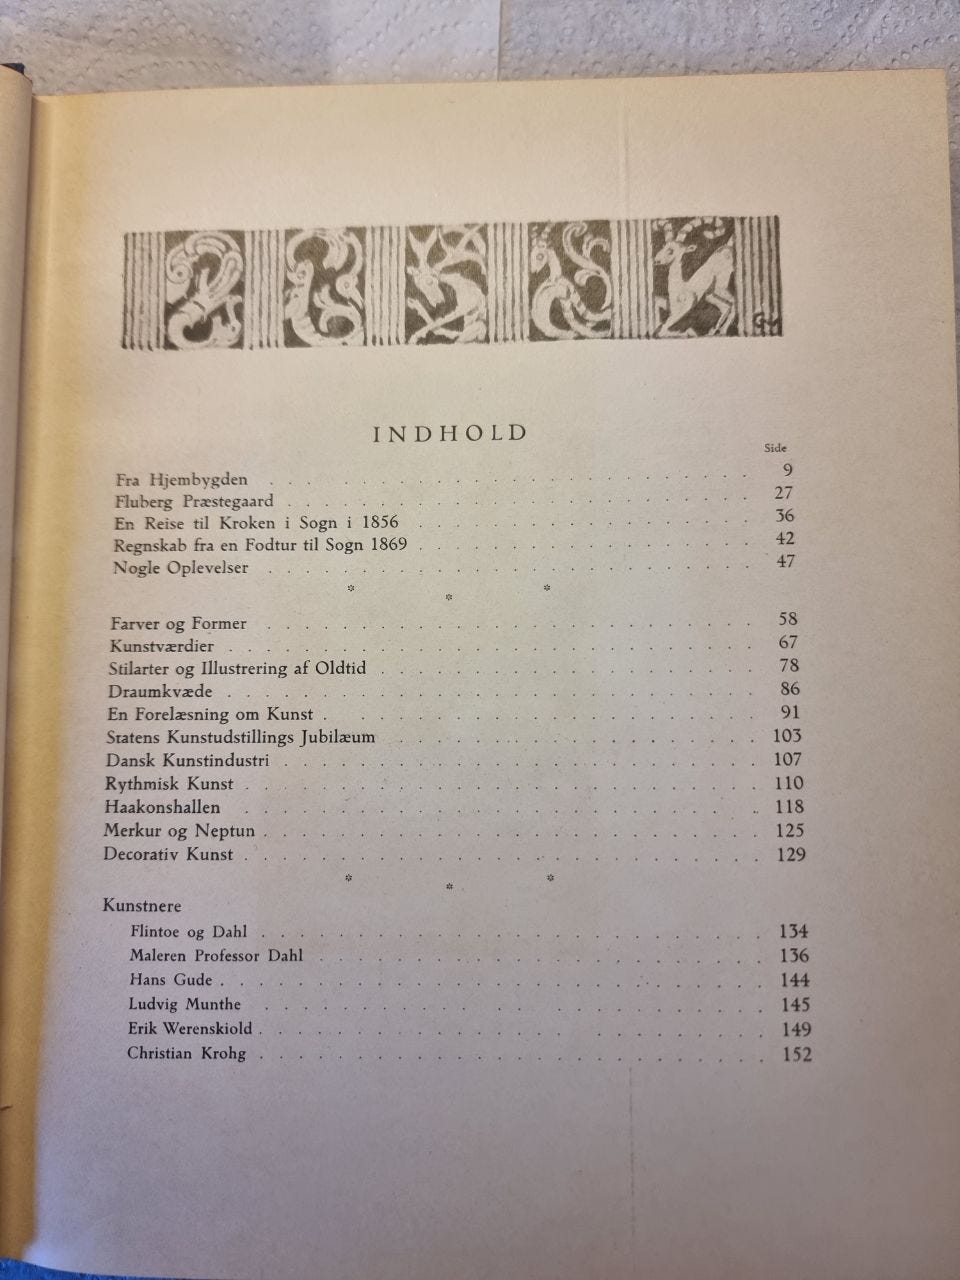 INDHOLD
Side
Fra Hjembygden . . . . . . . . . . . . . . . . . . . . 9
Fluberg Præstegaard . . . . . . . . . . . . . . . . . . . . 27
En Reise til Kroken i Sogn i 1856 . . . . . . . . . . . . . . . 36
Regnskab fra en Fodtur til Sogn 1869 . . . . . . . . . . . . . . . 42
Nogle Oplevelser . . . . . . . . . . . . . . . . . . . . 47
* * *
Farver og Former . . . . . . . . . . . . . . . . . . . . 58
Kunstværdier . . . . . . . . . . . . . . . . . . . . 67
Stilarter og Illustrering af Oldtid . . . . . . . . . . . . . . . 78
Draumkvæde . . . . . . . . . . . . . . . . . . . . 86
En Forelæsning om Kunst . . . . . . . . . . . . . . . . . . 91
Statens Kunstudstillings Jubilæum . . . . . . . . . . . . . . . 103
Dansk Kunstindustri . . . . . . . . . . . . . . . . . . . . 107
Rythmisk Kunst . . . . . . . . . . . . . . . . . . . . 110
Haakonshallen . . . . . . . . . . . . . . . . . . . . 118
Merkur og Neptun . . . . . . . . . . . . . . . . . . . . 125
Decorativ Kunst . . . . . . . . . . . . . . . . . . . . 129
* * *
Kunstnere
Flintoe og Dahl . . . . . . . . . . . . . . . . . . . . 134
Maleren Professor Dahl . . . . . . . . . . . . . . . . . . 136
Hans Gude . . . . . . . . . . . . . . . . . . . . 144
Ludvig Munthe . . . . . . . . . . . . . . . . . . . . 145
Erik Werenskiold . . . . . . . . . . . . . . . . . . . . 149
Christian Krohg . . . . . . . . . . . . . . . . . . . . 152